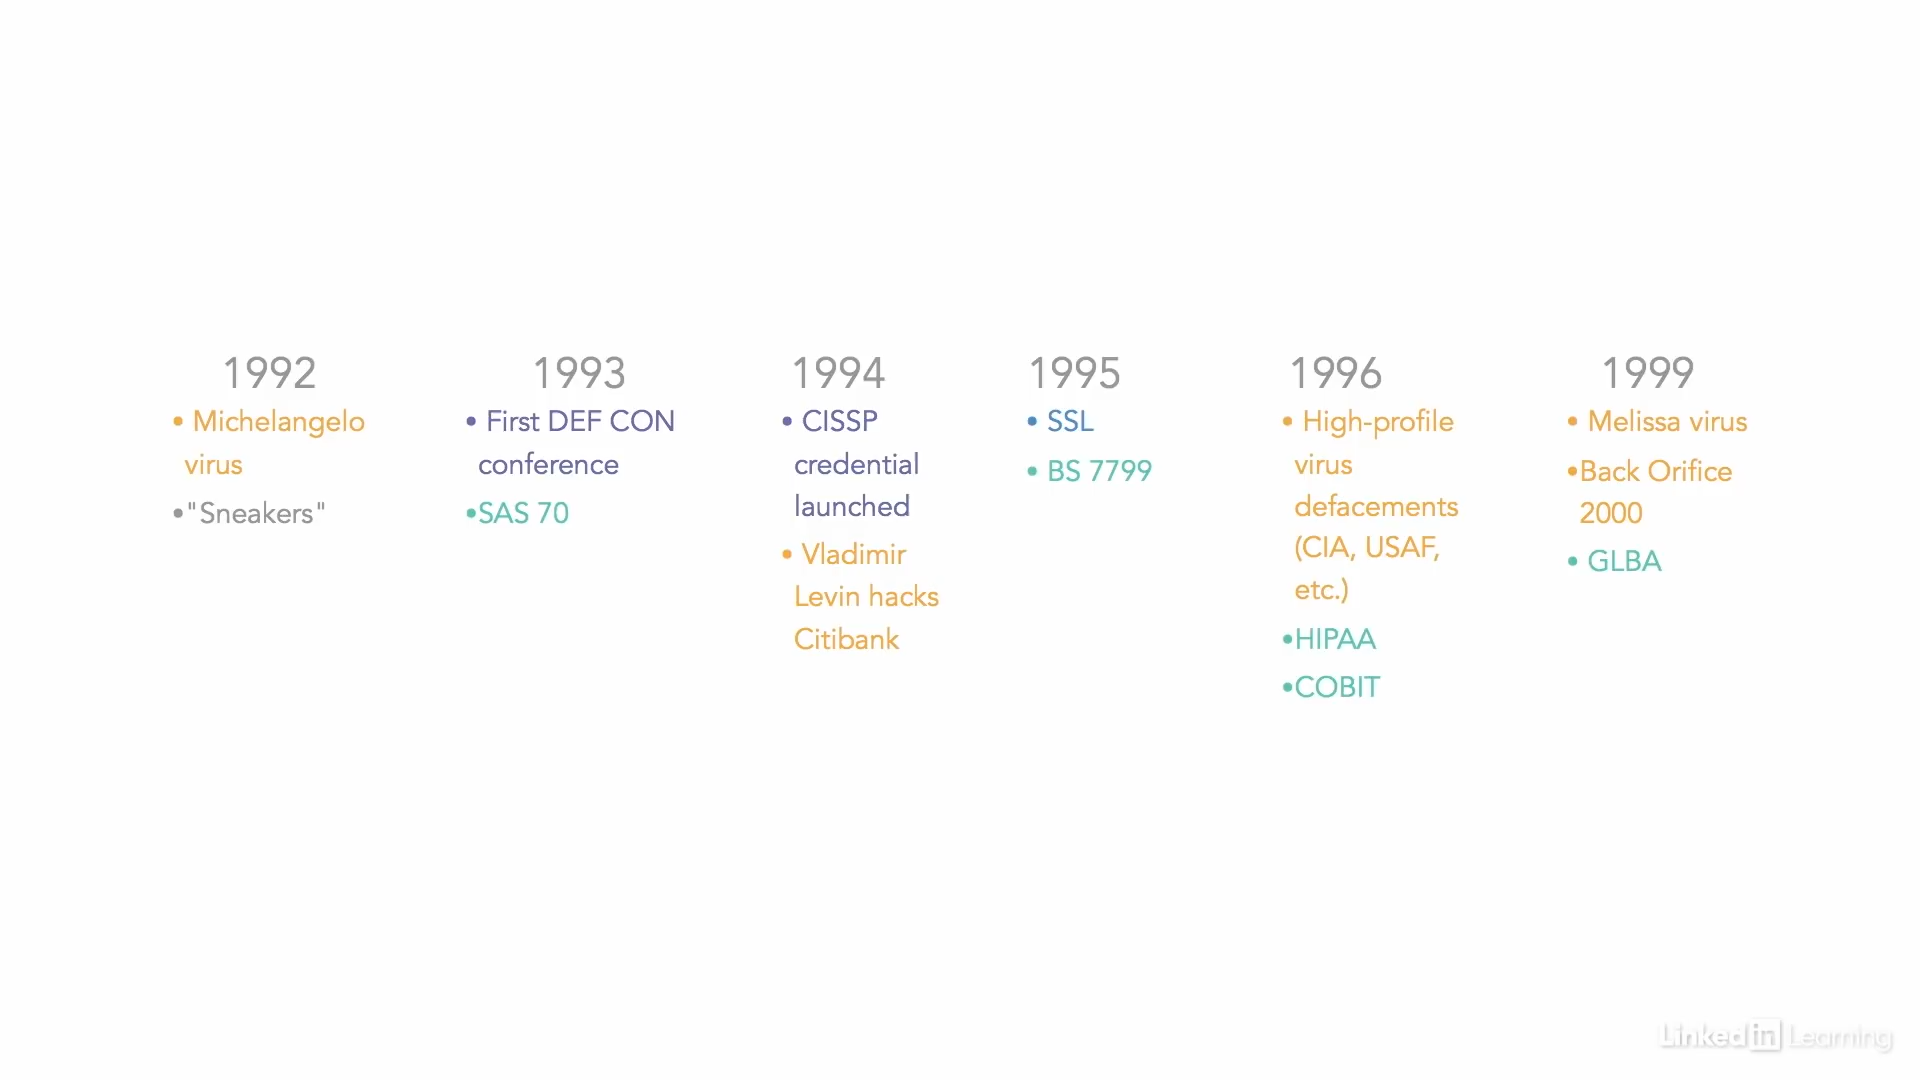 1992
• Michelangelo
virus
•"Sneakers"
1993
• First DEF CON
conference
•SAS 70
1994
• CISSP
credential
launched
• Vladimir
Levin hacks
Citibank
1995
• SSL
• BS 7799
1996
• High-profile
virus
defacements
(CIA, USAF,
etc.)
•HIPAA
•COBIT
1999
• Melissa virus
•Back Orifice
2000
• GLBA
Linked in Learning